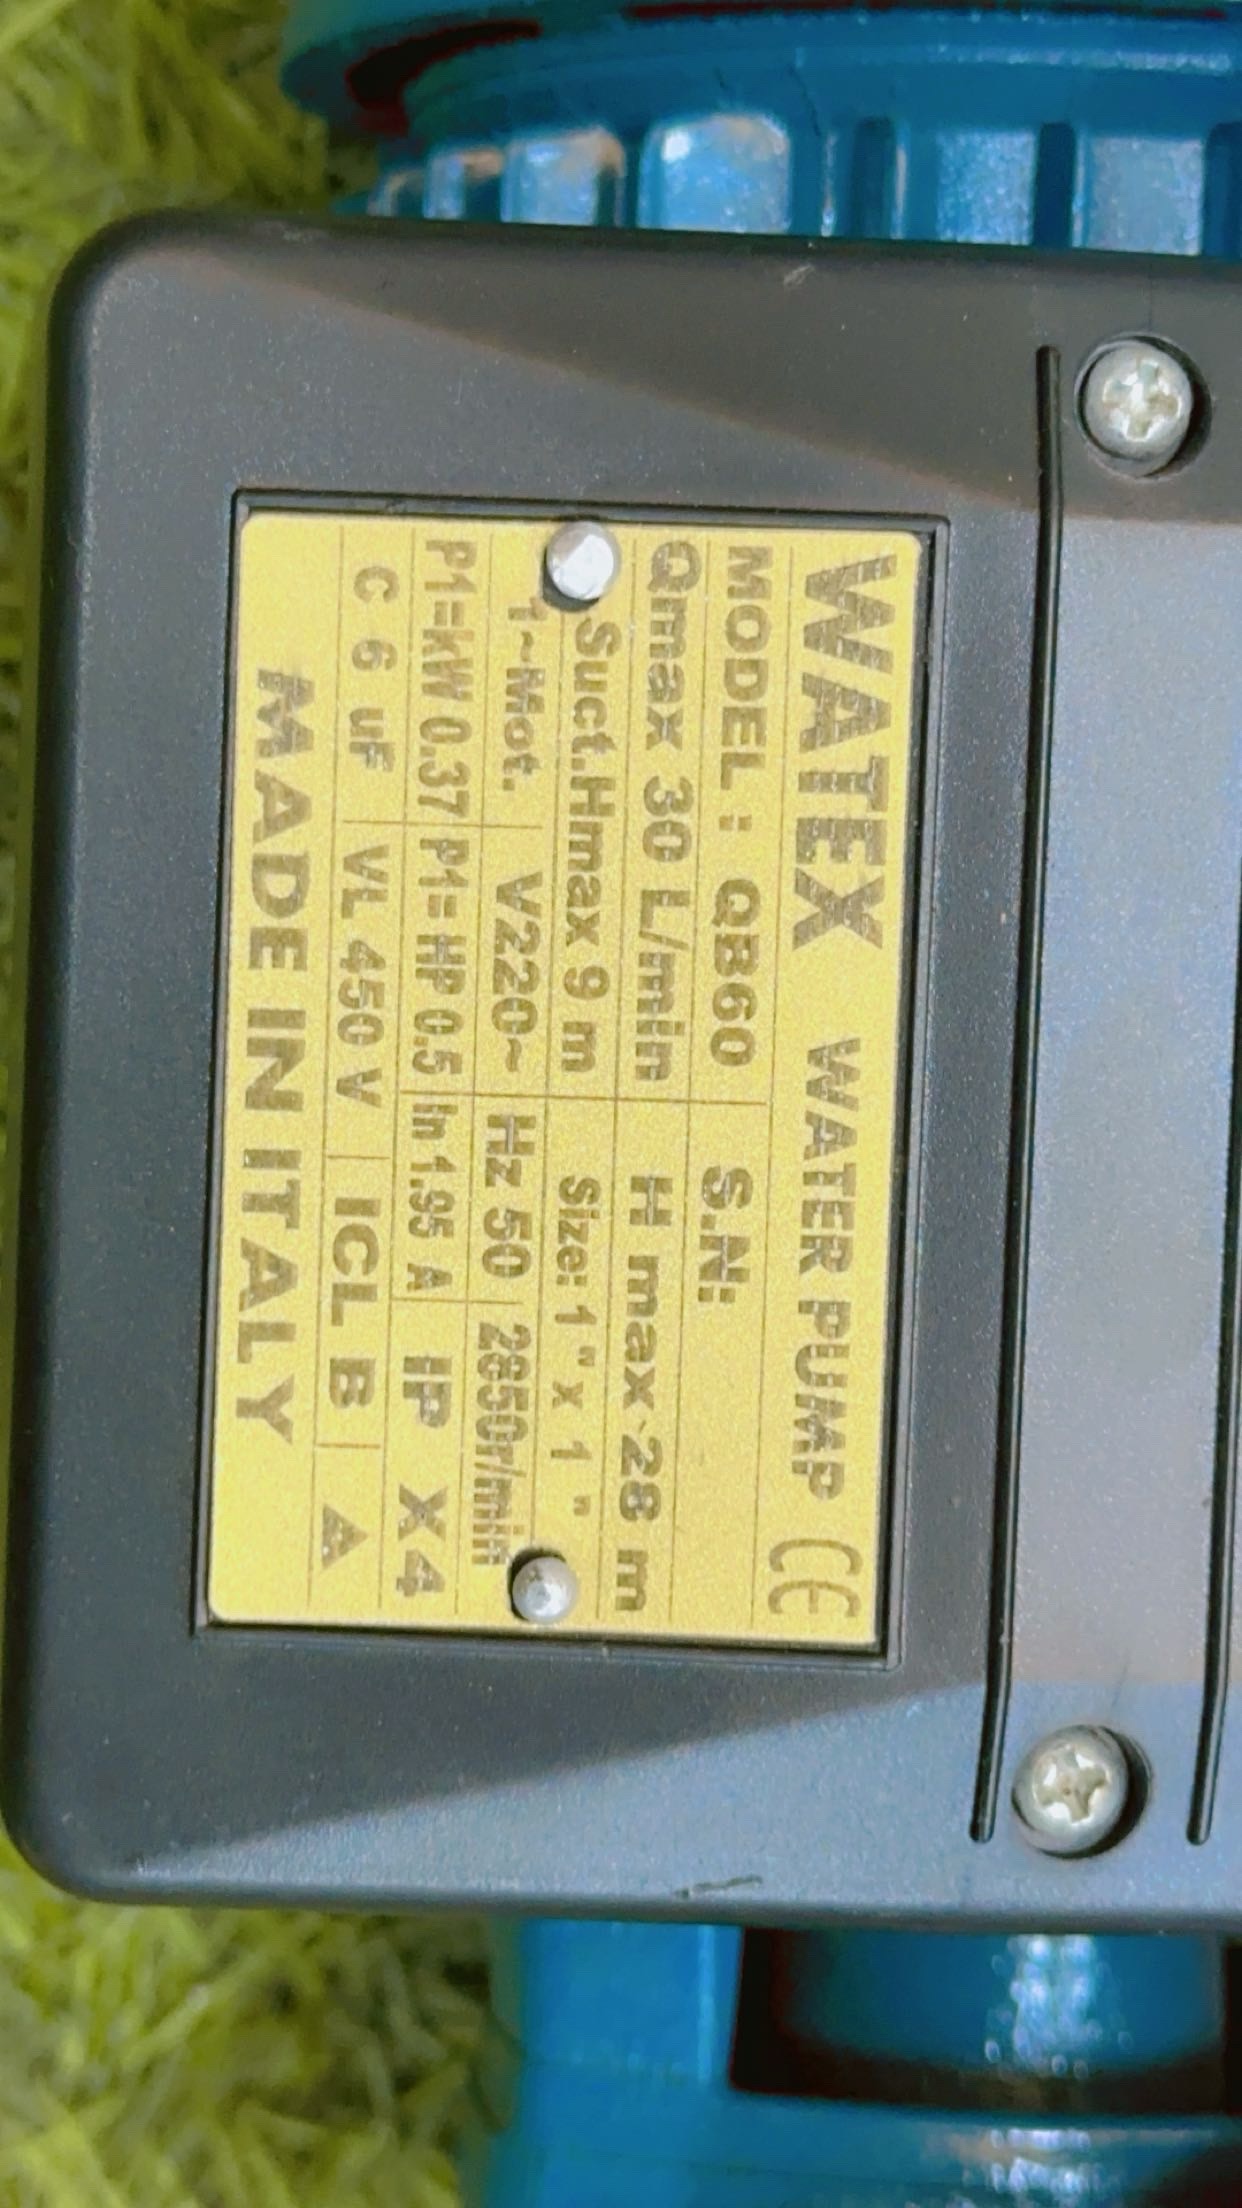 WATEX WATER PUMP CE
MODEL : QB60 S.N:
Qmax 30 L/min H max 28 m
Suct.Hmax 9 m Size: 1" x 1"
1~Mot. V220~ Hz 50 2850r/min
P1=kW 0.37 P1= HP 0.5 In 1.95 A IP X4
C 6 uF VL 450 V ICL B
MADE IN ITALY